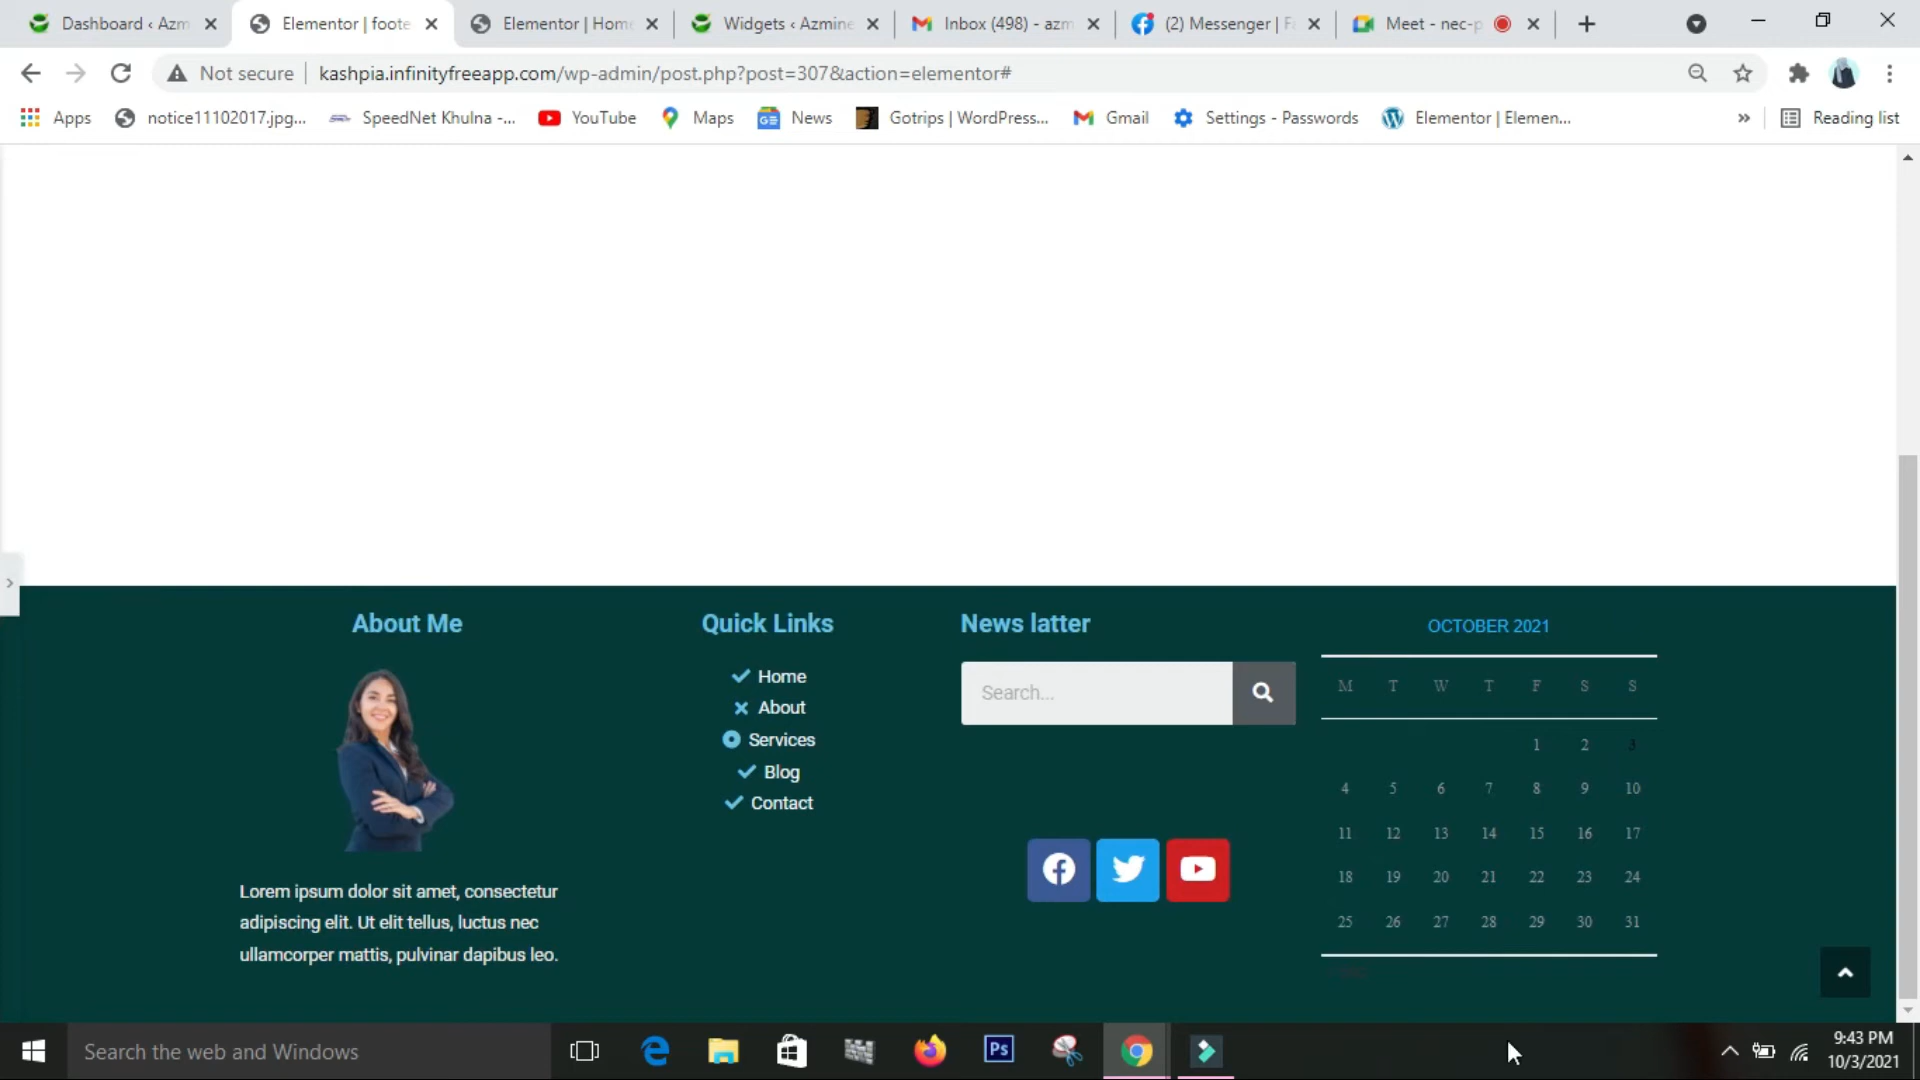 Dashboard ‹ Azm
Elementor | foote
Elementor | Hom
Widgets ‹ Azmine
Inbox (498) - azm
(2) Messenger | F
Meet - nec-p
Not secure
kashpia.infinityfreeapp.com/wp-admin/post.php?post=307&action=elementor#
Apps
notice11102017.jpg...
SpeedNet Khulna -...
YouTube
Maps
News
Gotrips | WordPress...
Gmail
Settings - Passwords
Elementor | Elemen...
»
Reading list
About Me
Lorem ipsum dolor sit amet, consectetur
adipiscing elit. Ut elit tellus, luctus nec
ullamcorper mattis, pulvinar dapibus leo.
Quick Links
Home
About
Services
Blog
Contact
News latter
Search...
OCTOBER 2021
M T W T F S S
1 2 3
4 5 6 7 8 9 10
11 12 13 14 15 16 17
18 19 20 21 22 23 24
25 26 27 28 29 30 31
Search the web and Windows
Ps
9:43 PM
10/3/2021